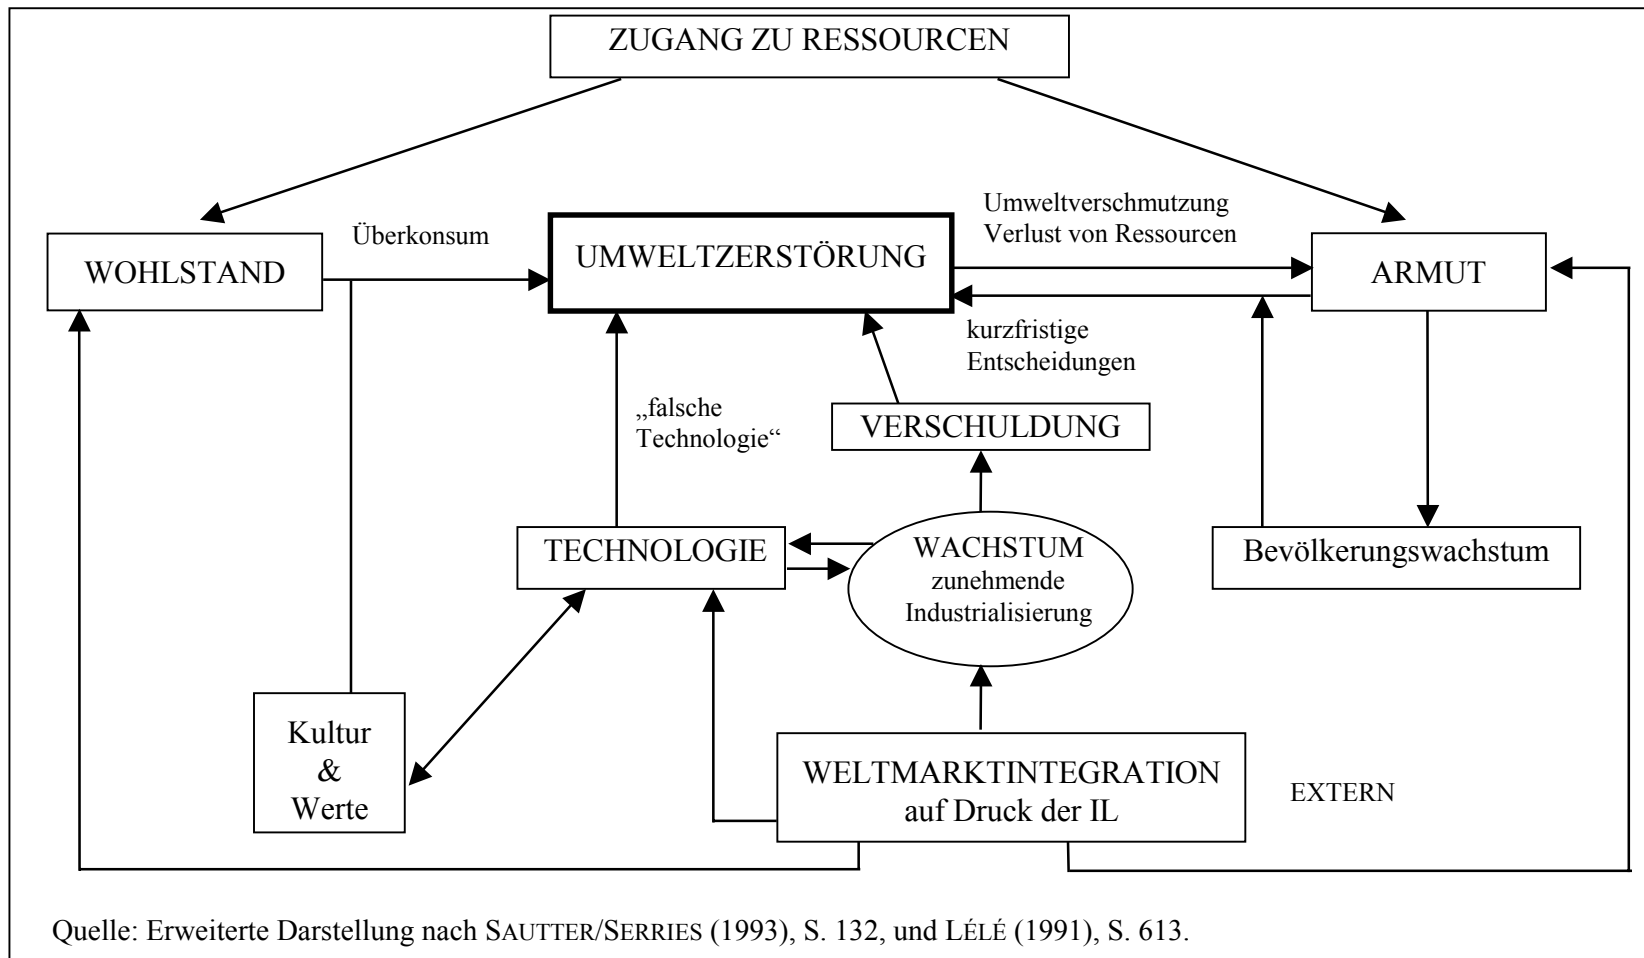 ZUGANG ZU RESSOURCEN
Umweltverschmutzung
Verlust von Ressourcen
Überkonsum
WOHLSTAND
UMWELTZERSTÖRUNG
ARMUT
kurzfristige
Entscheidungen
„falsche
Technologie“
VERSCHULDUNG
TECHNOLOGIE
WACHSTUM
zunehmende
Industrialisierung
Bevölkerungswachstum
Kultur
&
Werte
WELTMARKTINTEGRATION
auf Druck der IL
EXTERN
Quelle: Erweiterte Darstellung nach SAUTTER/SERRIES (1993), S. 132, und LÉLÉ (1991), S. 613.